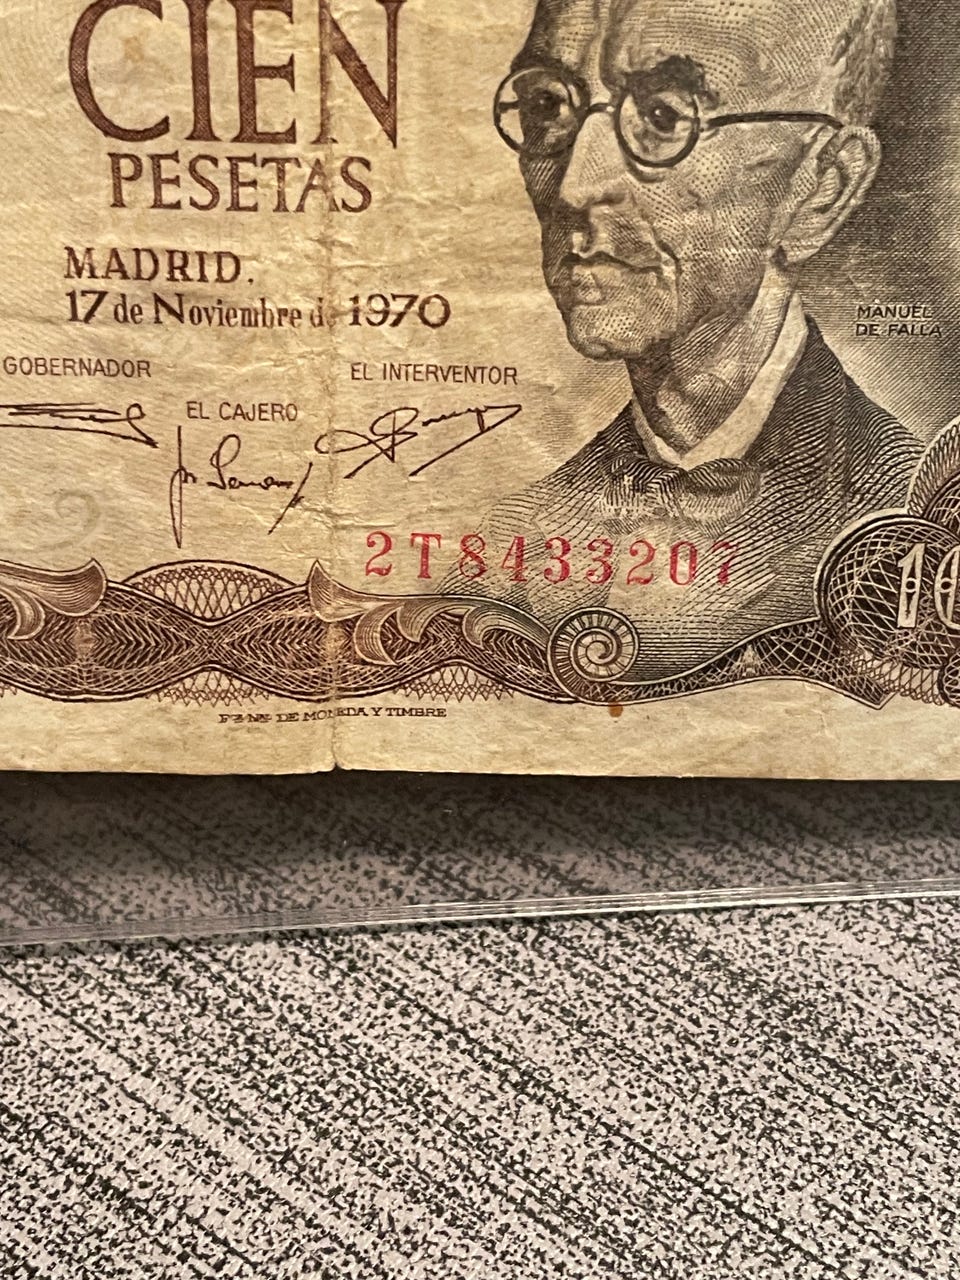 CIEN
PESETAS
MADRID.
17 de Noviembre de 1970
MANUEL
DE FALLA
GOBERNADOR
EL INTERVENTOR
EL CAJERO
2T8433207
DE MONEDA Y TIMBRE